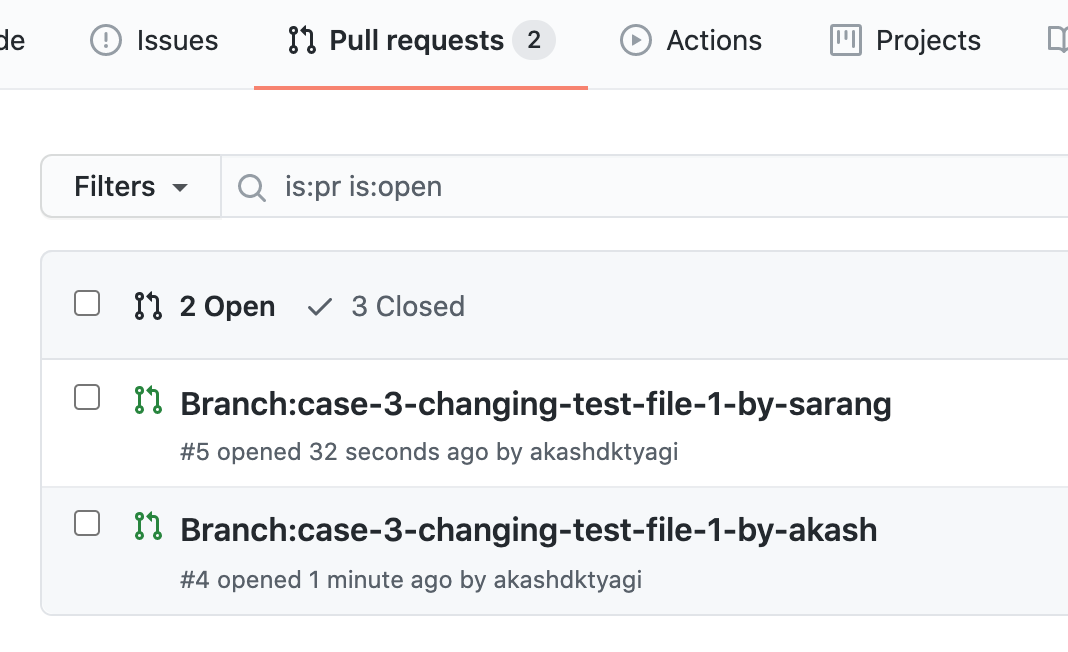 de Issues Pull requests 2 Actions Projects
Filters is:pr is:open
2 Open 3 Closed
Branch:case-3-changing-test-file-1-by-sarang
#5 opened 32 seconds ago by akashdktyagi
Branch:case-3-changing-test-file-1-by-akash
#4 opened 1 minute ago by akashdktyagi